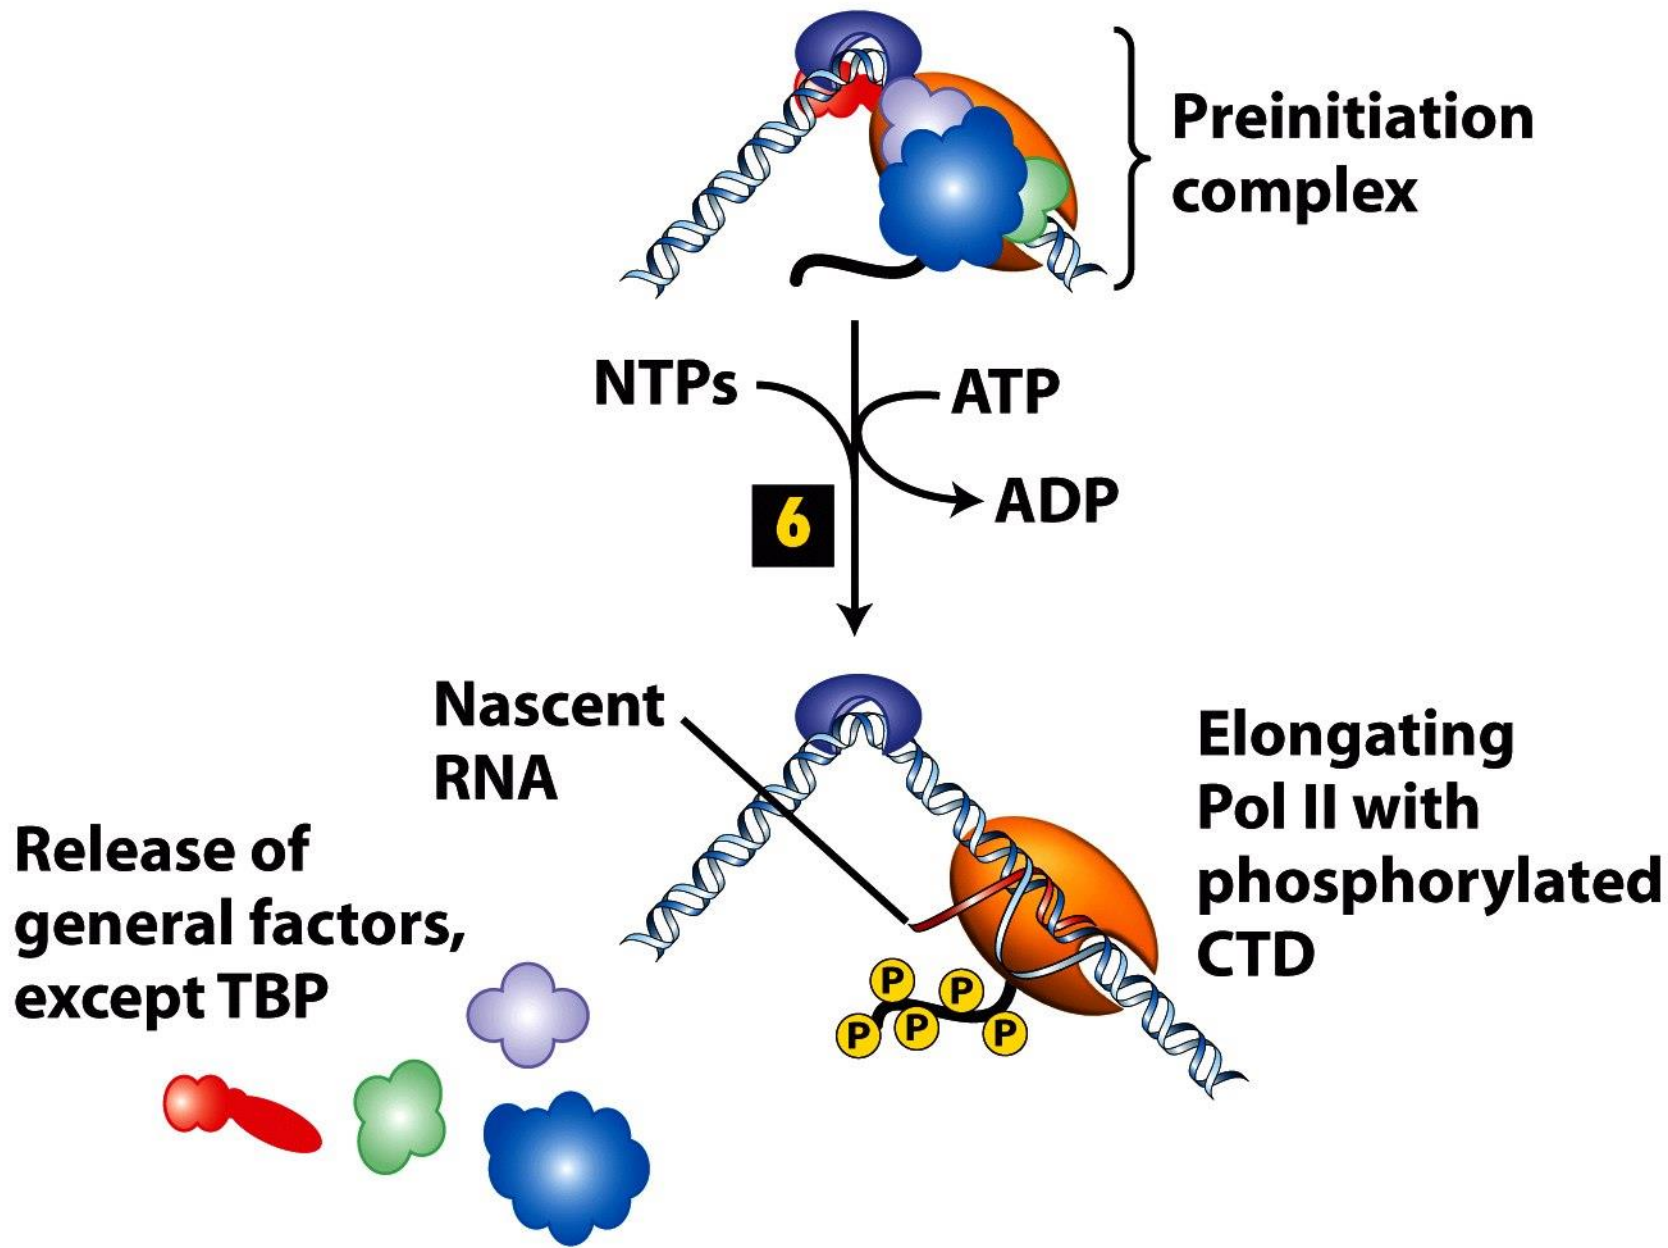 Preinitiation
complex
NTPs
ATP
6
ADP
Nascent
RNA
Elongating
Pol II with
phosphorylated
CTD
Release of
general factors,
except TBP
P
P
P
P
P